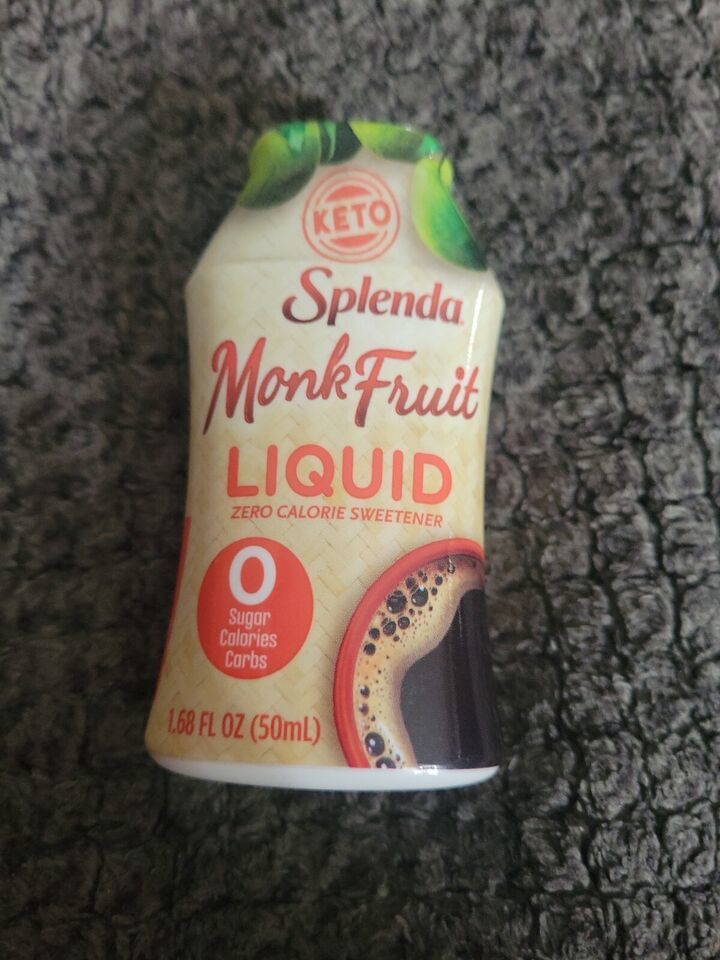 KETO
Splenda
Monk Fruit
LIQUID
ZERO CALORIE SWEETENER
0
Sugar
Calories
Carbs
1.68 FL OZ (50mL)